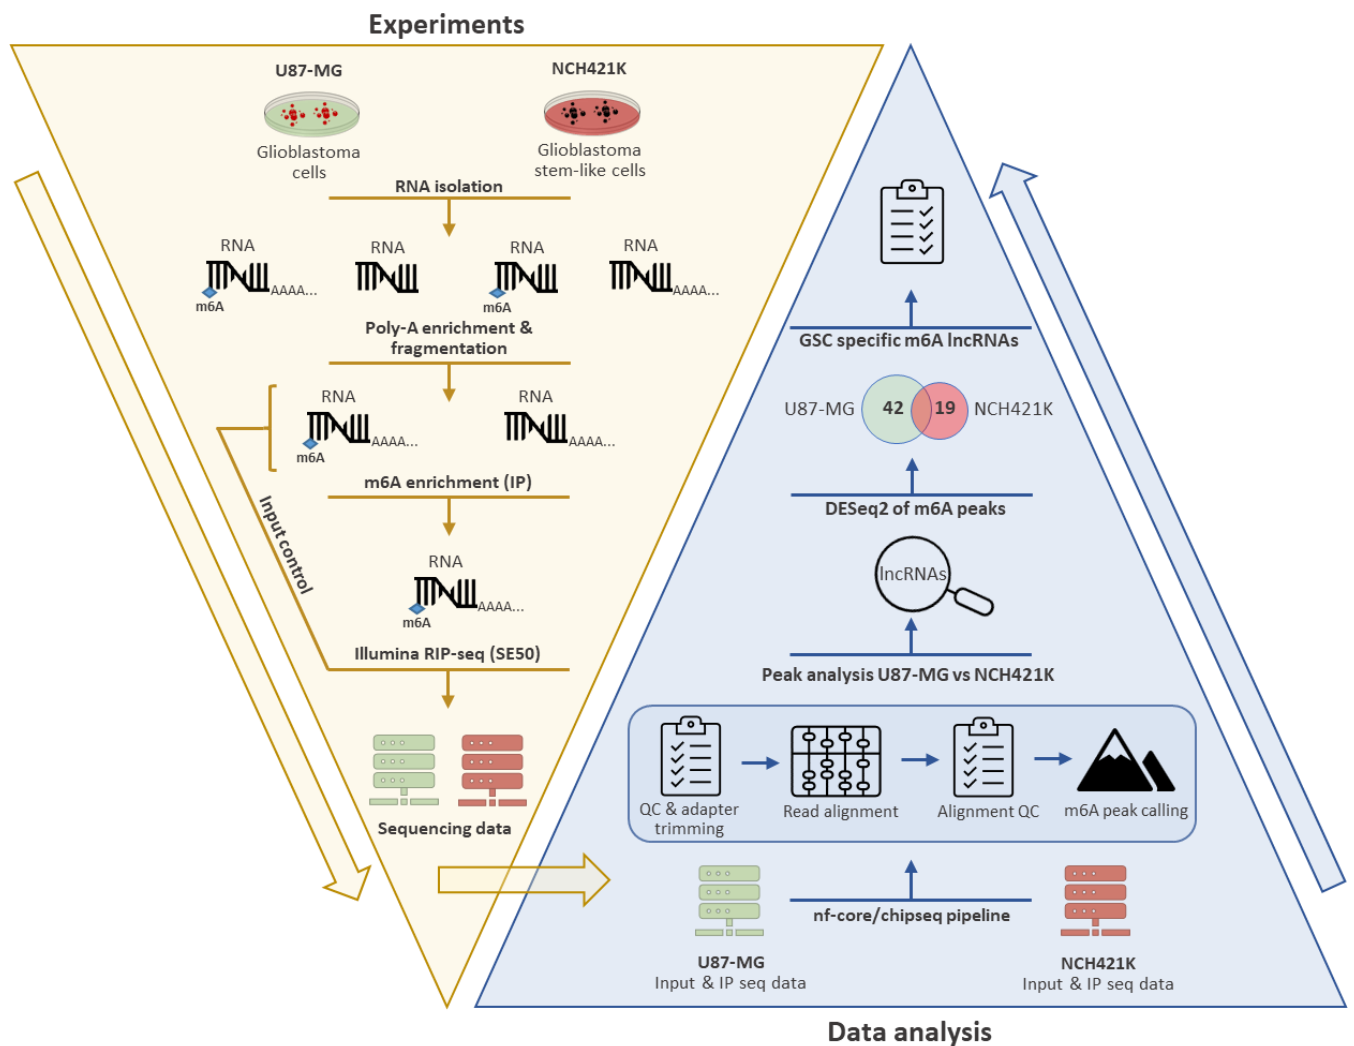 Experiments
U87-MG
NCH421K
Glioblastoma
cells
Glioblastoma
stem-like cells
RNA isolation
RNA
RNA
RNA
RNA
AAAA...
AAAA...
m6A
m6A
Poly-A enrichment &
fragmentation
RNA
RNA
AAAA...
AAAA...
m6A
m6A enrichment (IP)
Input control
RNA
AAAA...
m6A
Illumina RIP-seq (SE50)
Sequencing data
GSC specific m6A lncRNAs
U87-MG
42
19
NCH421K
DESeq2 of m6A peaks
lncRNAs
Peak analysis U87-MG vs NCH421K
QC & adapter
trimming
Read alignment
Alignment QC
m6A peak calling
nf-core/chipseq pipeline
U87-MG
Input & IP seq data
NCH421K
Input & IP seq data
Data analysis